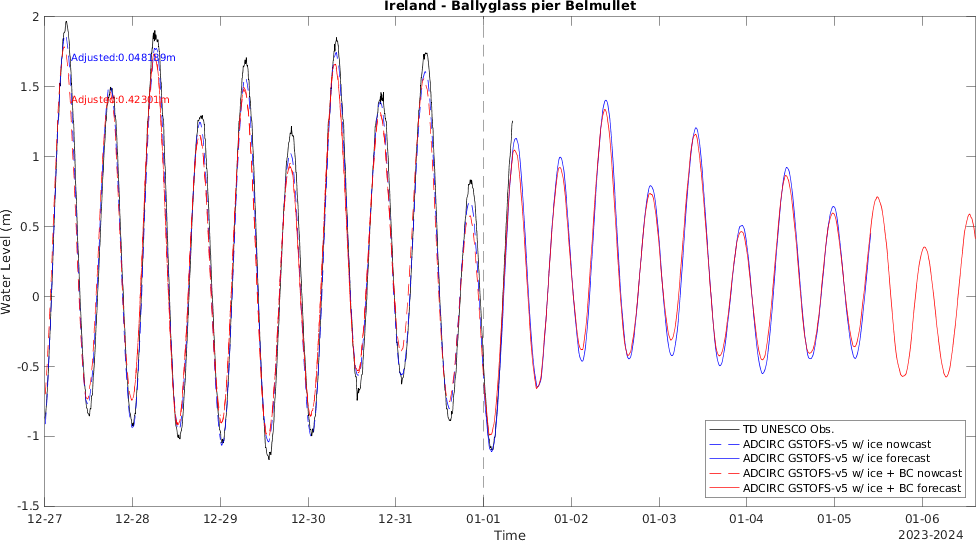 Ireland - Ballyglass pier Belmullet
Water Level (m)
2
1.5
1
0.5
0
-0.5
-1
-1.5
Adjusted:0.048189m
Adjusted:0.42301m
TD UNESCO Obs.
ADCIRC GSTOFS-v5 w/ ice nowcast
ADCIRC GSTOFS-v5 w/ ice forecast
ADCIRC GSTOFS-v5 w/ ice + BC nowcast
ADCIRC GSTOFS-v5 w/ ice + BC forecast
12-27 12-28 12-29 12-30 12-31 01-01 01-02 01-03 01-04 01-05 01-06
Time
2023-2024